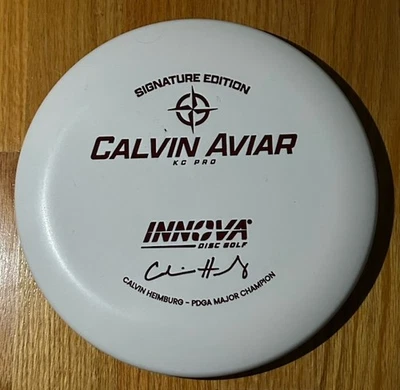 SIGNATURE EDITION
CALVIN AVIAR
KC PRO
INNOVA®
DISC GOLF
CALVIN HEIMBURG – PDGA MAJOR CHAMPION